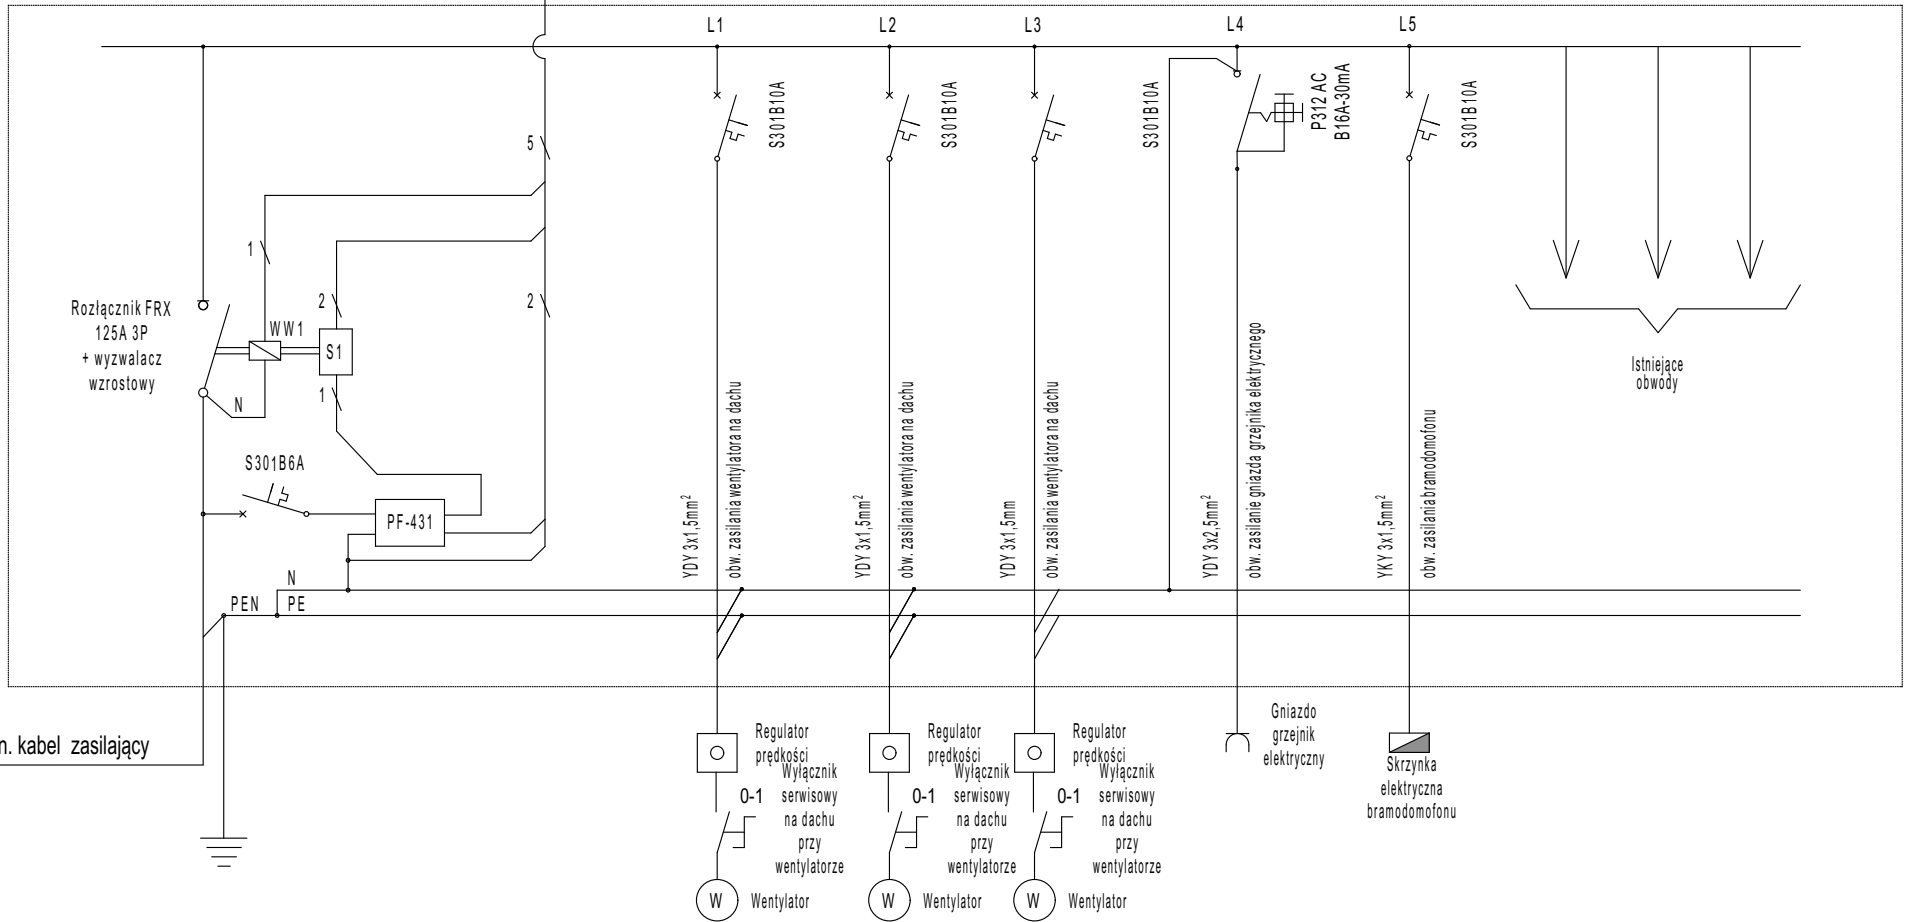 L1
L2
L3
L4
L5
S301B10A
S301B10A
S301B10A
P312 AC
B16A-30mA
S301B10A
5
1
2
2
Rozłącznik FRX
125A 3P
+ wyzwalacz
wzrostowy
WW1
S1
1
N
S301B6A
PF-431
N
PEN
PE
YDY 3x1,5mm²
obw. zasilania wentylatora na dachu
YDY 3x1,5mm²
obw. zasilania wentylatora na dachu
YDY 3x1,5mm
obw. zasilania wentylatora na dachu
YDY 3x2,5mm²
obw. zasilanie gniazda grzejnika elektrycznego
YKY 3x1,5mm²
obw. zasilania bramodomofonu
Istniejące
obwody
n. kabel zasilający
Regulator
prędkości
Wyłącznik
serwisowy
na dachu
przy
wentylatorze
0-1
W
Wentylator
Regulator
prędkości
Wyłącznik
serwisowy
na dachu
przy
wentylatorze
0-1
W
Wentylator
Regulator
prędkości
Wyłącznik
serwisowy
na dachu
przy
wentylatorze
0-1
W
Wentylator
Gniazdo
grzejnik
elektryczny
Skrzynka
elektryczna
bramodomofonu